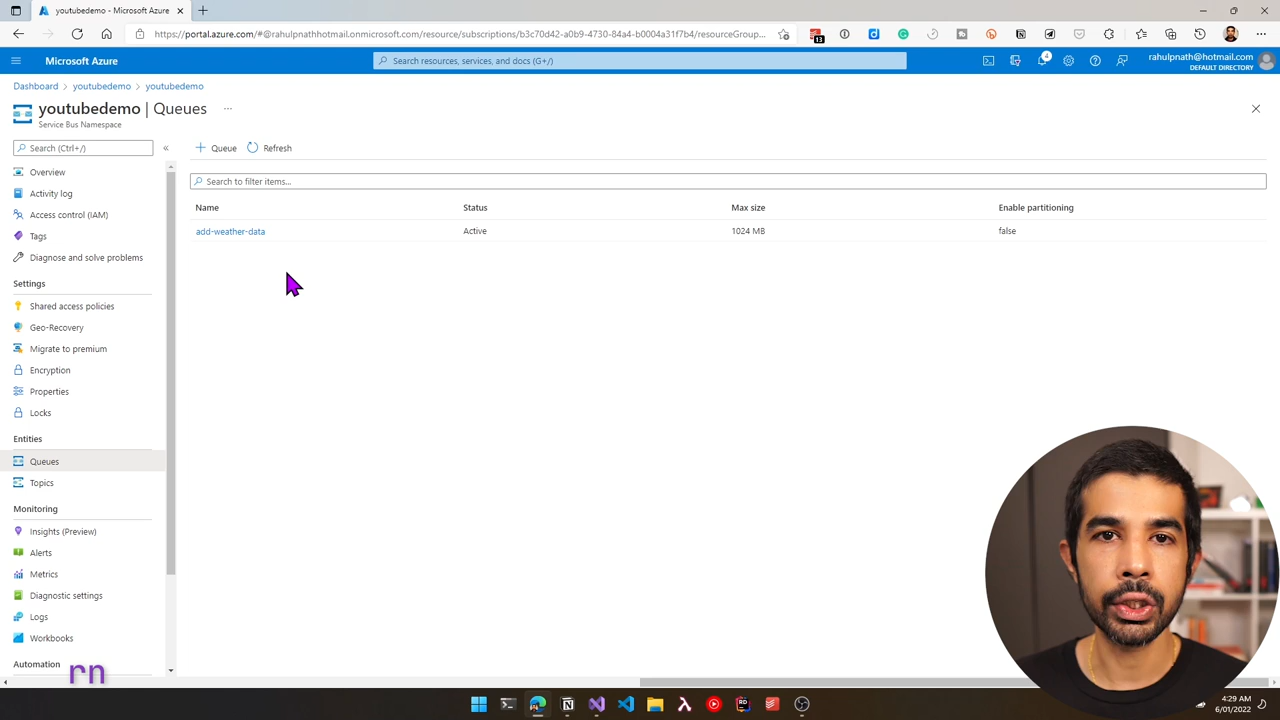 youtubedemo - Microsoft Azure
https://portal.azure.com/#@rahulpnathhotmail.onmicrosoft.com/resource/subscriptions/b3c70d42-a0b9-4730-84a4-b0004a31f7b4/resourceGroup...
13
Microsoft Azure
Search resources, services, and docs (G+/)
4
rahulpnath@hotmail.com
DEFAULT DIRECTORY
Dashboard > youtubedemo > youtubedemo
youtubedemo | Queues ...
Service Bus Namespace
Search (Ctrl+/)
«
+ Queue
Refresh
Overview
Activity log
Access control (IAM)
Tags
Diagnose and solve problems
Settings
Shared access policies
Geo-Recovery
Migrate to premium
Encryption
Properties
Locks
Entities
Queues
Topics
Monitoring
Insights (Preview)
Alerts
Metrics
Diagnostic settings
Logs
Workbooks
Automation
Search to filter items...
Name Status Max size Enable partitioning
add-weather-data Active 1024 MB false
rn
RD
4:29 AM
6/01/2022